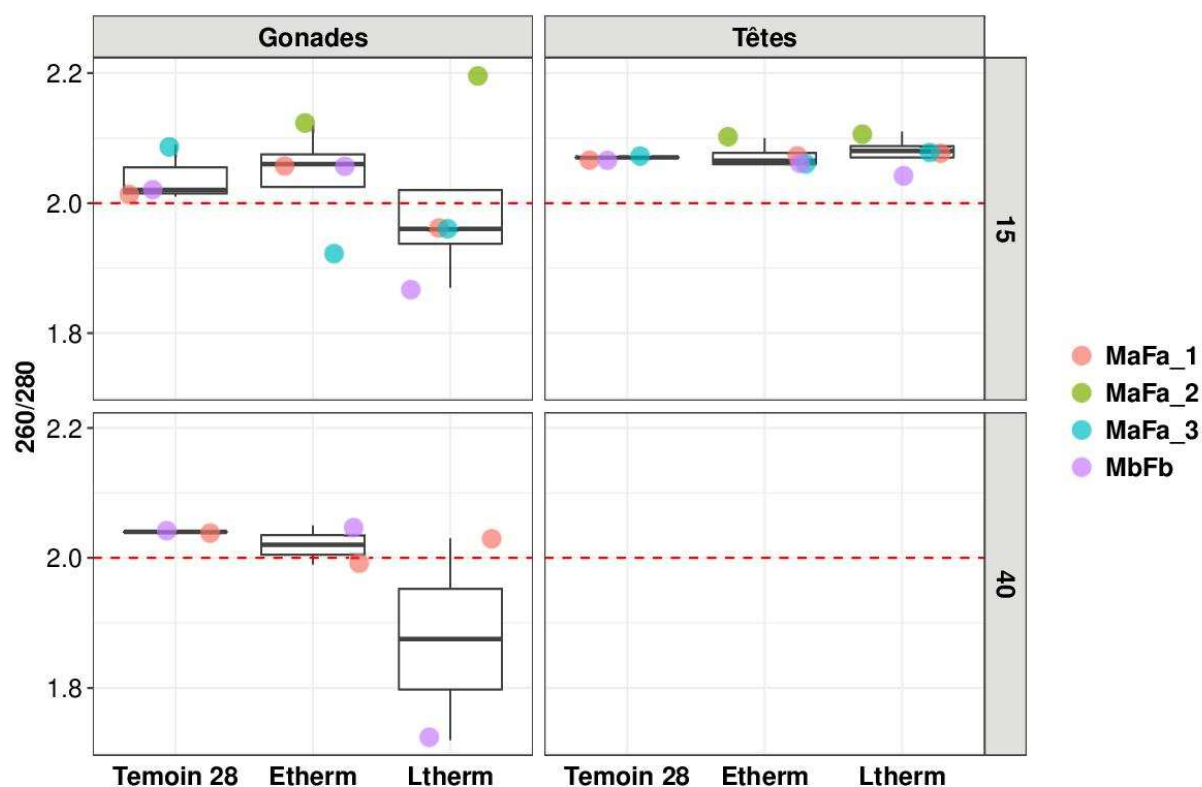 Gonades
Têtes
2.2
2.0
1.8
15
260/280
2.2
2.0
1.8
40
Temoin 28
Etherm
Ltherm
Temoin 28
Etherm
Ltherm
MaFa_1
MaFa_2
MaFa_3
MbFb